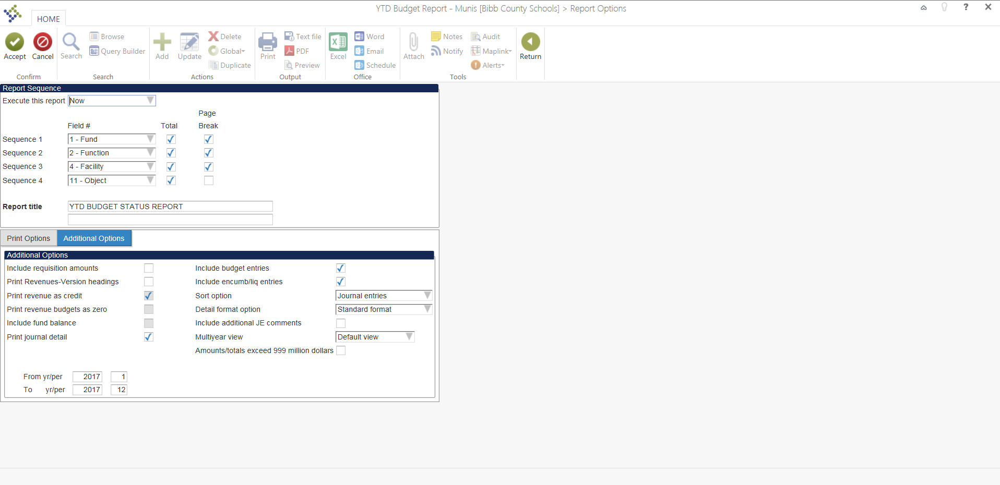 YTD Budget Report - Munis [Bibb County Schools] > Report Options
?
HOME
Accept
Cancel
Confirm
Search
Browse
Query Builder
Search
Add
Update
Delete
Global
Duplicate
Actions
Print
Text file
PDF
Preview
Output
Excel
Word
Email
Schedule
Office
Attach
Notes
Notify
Audit
Maplink
Alerts
Tools
Return
Report Sequence
Execute this report Now
Page
Field # Total Break
Sequence 1 1 - Fund
Sequence 2 2 - Function
Sequence 3 4 - Facility
Sequence 4 11 - Object
Report title YTD BUDGET STATUS REPORT
Print Options Additional Options
Additional Options
Include requisition amounts Include budget entries
Print Revenues-Version headings Include encumb/liq entries
Print revenue as credit Sort option Journal entries
Print revenue budgets as zero Detail format option Standard format
Include fund balance Include additional JE comments
Print journal detail Multiyear view Default view
Amounts/totals exceed 999 million dollars
From yr/per 2017 1
To yr/per 2017 12